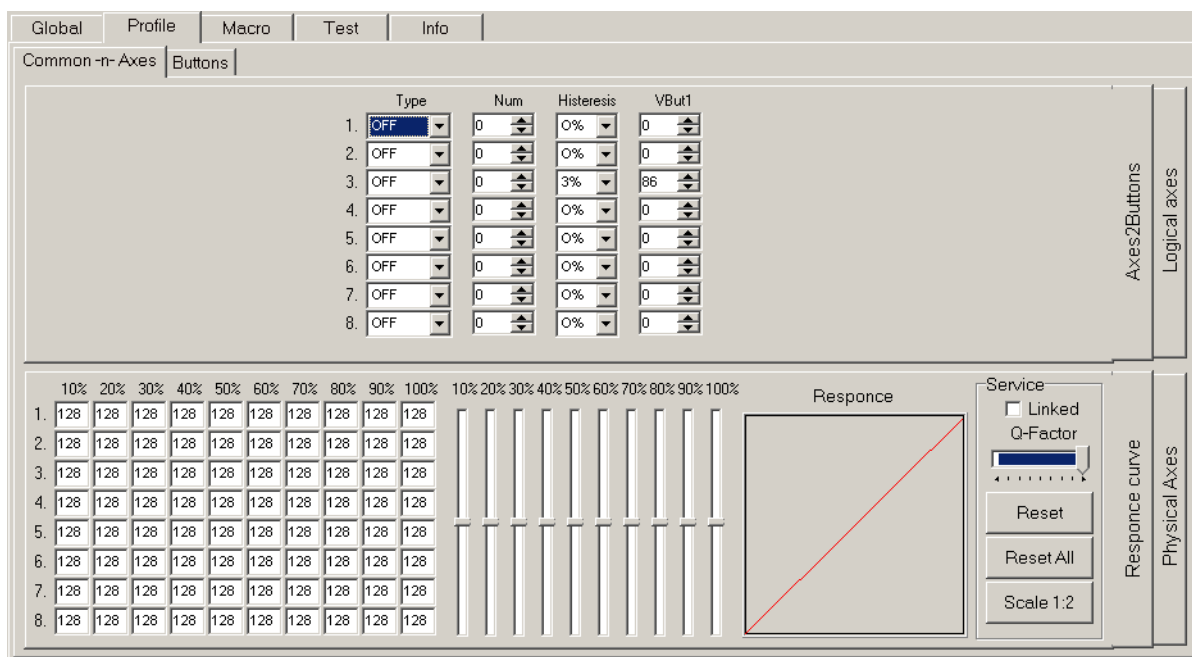 Global Profile Macro Test Info
Common -n- Axes Buttons
Type Num Histeresis VBut1
1. OFF 0 0% 0
2. OFF 0 0% 0
3. OFF 0 3% 86
4. OFF 0 0% 0
5. OFF 0 0% 0
6. OFF 0 0% 0
7. OFF 0 0% 0
8. OFF 0 0% 0
Axes2Buttons
Logical axes
10% 20% 30% 40% 50% 60% 70% 80% 90% 100%
1. 128 128 128 128 128 128 128 128 128 128
2. 128 128 128 128 128 128 128 128 128 128
3. 128 128 128 128 128 128 128 128 128 128
4. 128 128 128 128 128 128 128 128 128 128
5. 128 128 128 128 128 128 128 128 128 128
6. 128 128 128 128 128 128 128 128 128 128
7. 128 128 128 128 128 128 128 128 128 128
8. 128 128 128 128 128 128 128 128 128 128
10% 20% 30% 40% 50% 60% 70% 80% 90% 100%
Responce
Service
Linked
Q-Factor
Reset
Reset All
Scale 1:2
Responce curve
Physical Axes